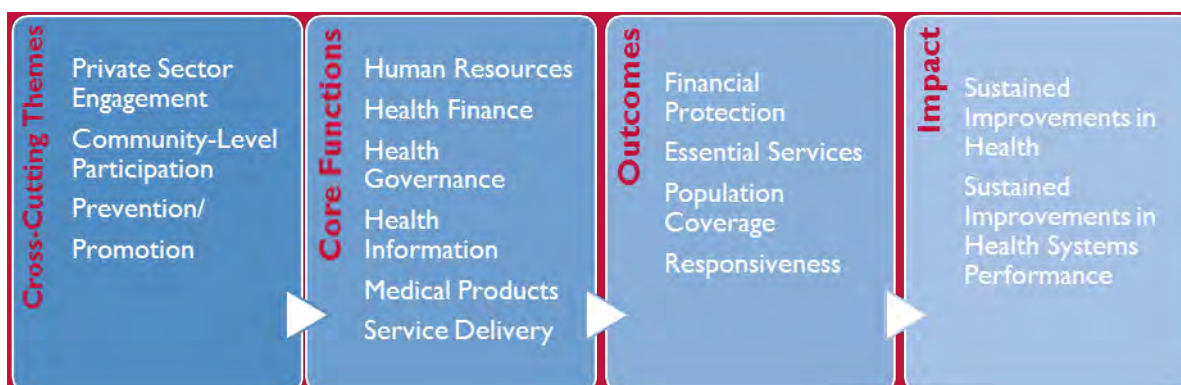 Cross-Cutting Themes
Private Sector
Engagement
Community-Level
Participation
Prevention/
Promotion
Core Functions
Human Resources
Health Finance
Health
Governance
Health
Information
Medical Products
Service Delivery
Outcomes
Financial
Protection
Essential Services
Population
Coverage
Responsiveness
Impact
Sustained
Improvements in
Health
Sustained
Improvements in
Health Systems
Performance